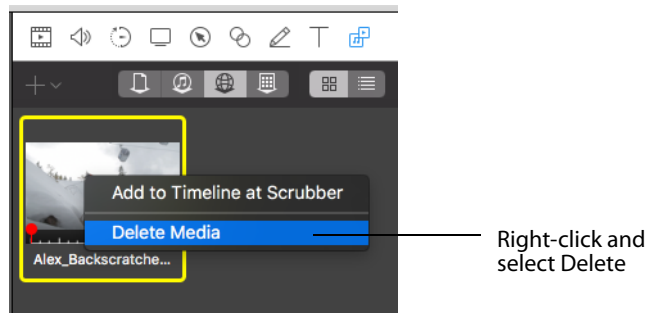 Add to Timeline at Scrubber
Delete Media
Alex_Backscratche...
Right-click and
select Delete